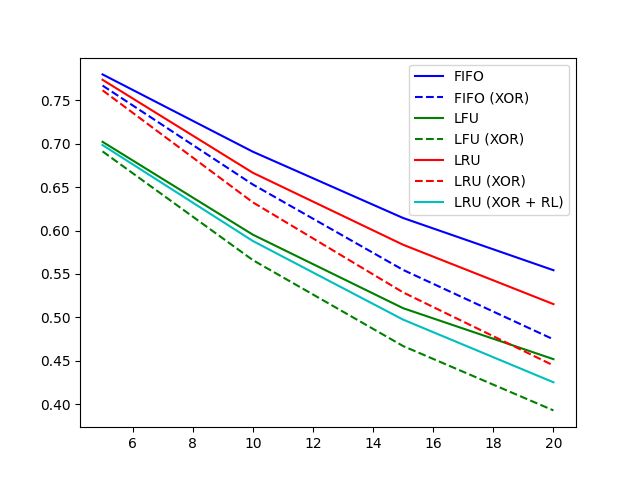 0.75
0.70
0.65
0.60
0.55
0.50
0.45
0.40
6 8 10 12 14 16 18 20
FIFO
FIFO (XOR)
LFU
LFU (XOR)
LRU
LRU (XOR)
LRU (XOR + RL)